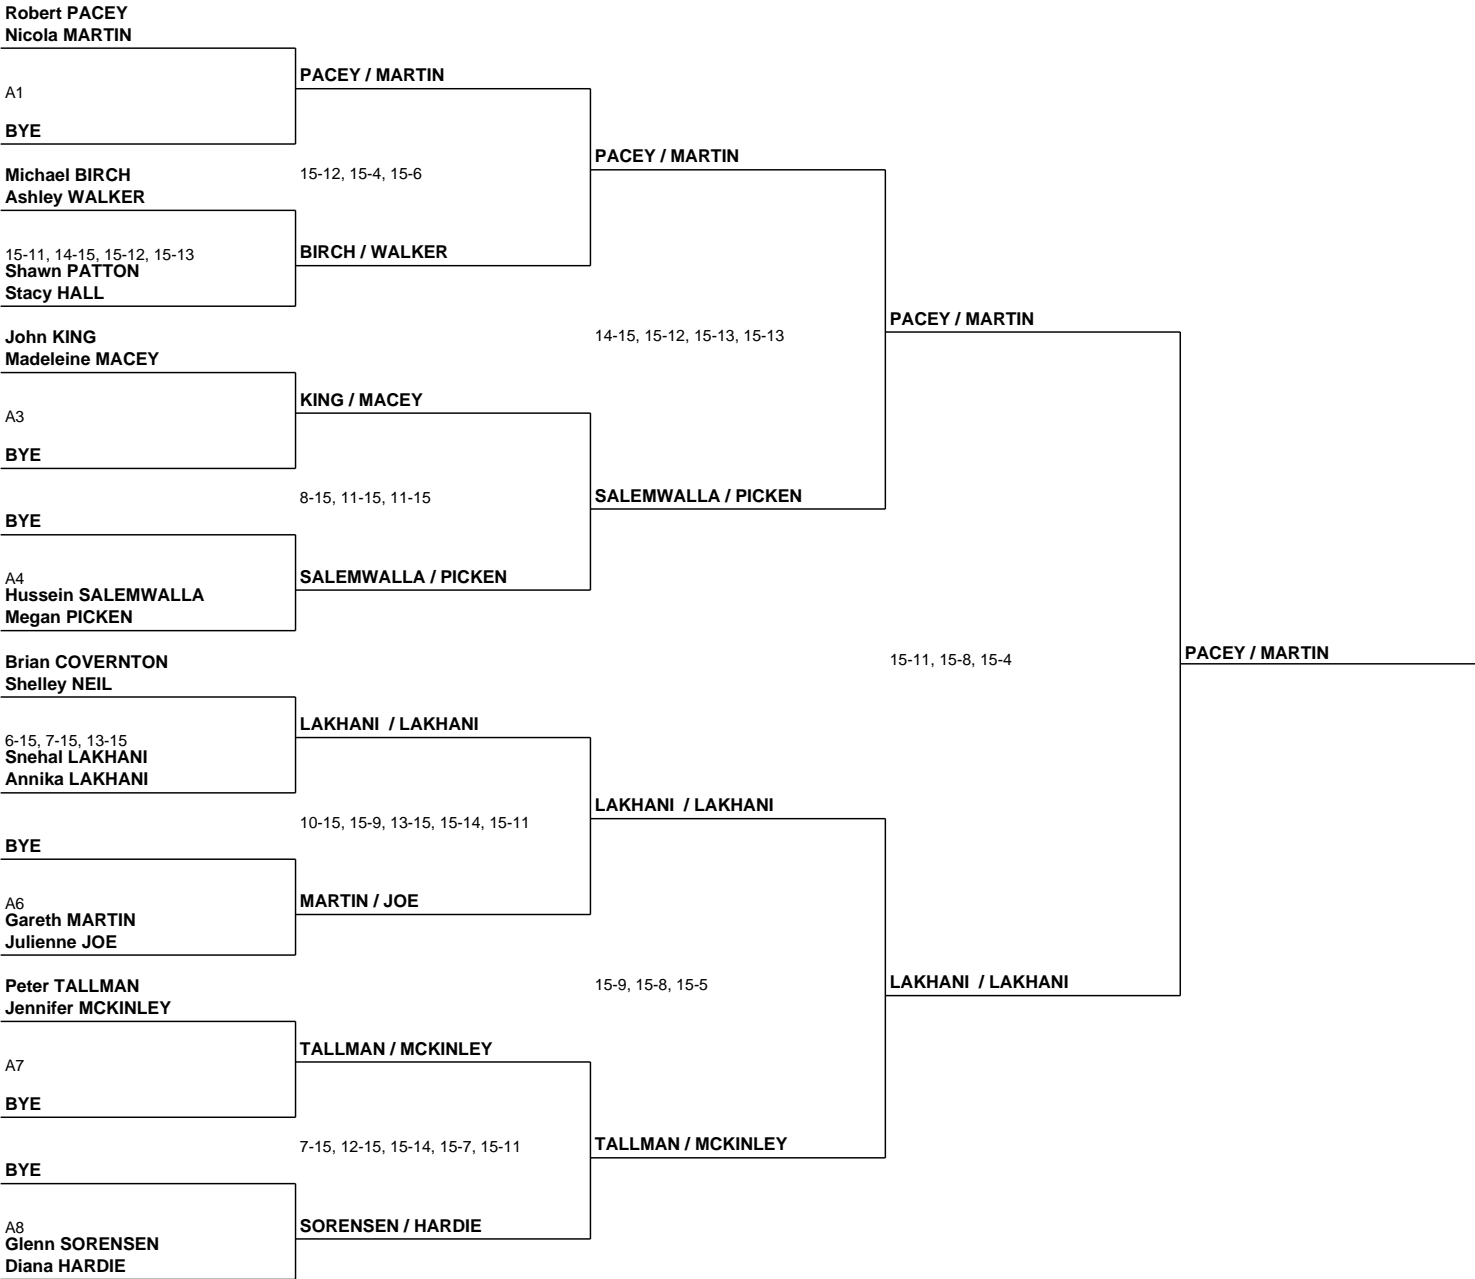 Robert PACEY
Nicola MARTIN
PACEY / MARTIN
A1
BYE
PACEY / MARTIN
Michael BIRCH
15-12, 15-4, 15-6
Ashley WALKER
15-11, 14-15, 15-12, 15-13
BIRCH / WALKER
Shawn PATTON
Stacy HALL
PACEY / MARTIN
John KING
14-15, 15-12, 15-13, 15-13
Madeleine MACEY
KING / MACEY
A3
BYE
8-15, 11-15, 11-15
SALEMWALLA / PICKEN
BYE
A4
SALEMWALLA / PICKEN
Hussein SALEMWALLA
Megan PICKEN
PACEY / MARTIN
Brian COVERNTON
15-11, 15-8, 15-4
Shelley NEIL
LAKHANI / LAKHANI
6-15, 7-15, 13-15
Snehal LAKHANI
Annika LAKHANI
LAKHANI / LAKHANI
10-15, 15-9, 13-15, 15-14, 15-11
BYE
A6
MARTIN / JOE
Gareth MARTIN
Julienne JOE
LAKHANI / LAKHANI
Peter TALLMAN
15-9, 15-8, 15-5
Jennifer MCKINLEY
TALLMAN / MCKINLEY
A7
BYE
7-15, 12-15, 15-14, 15-7, 15-11
TALLMAN / MCKINLEY
BYE
A8
SORENSEN / HARDIE
Glenn SORENSEN
Diana HARDIE